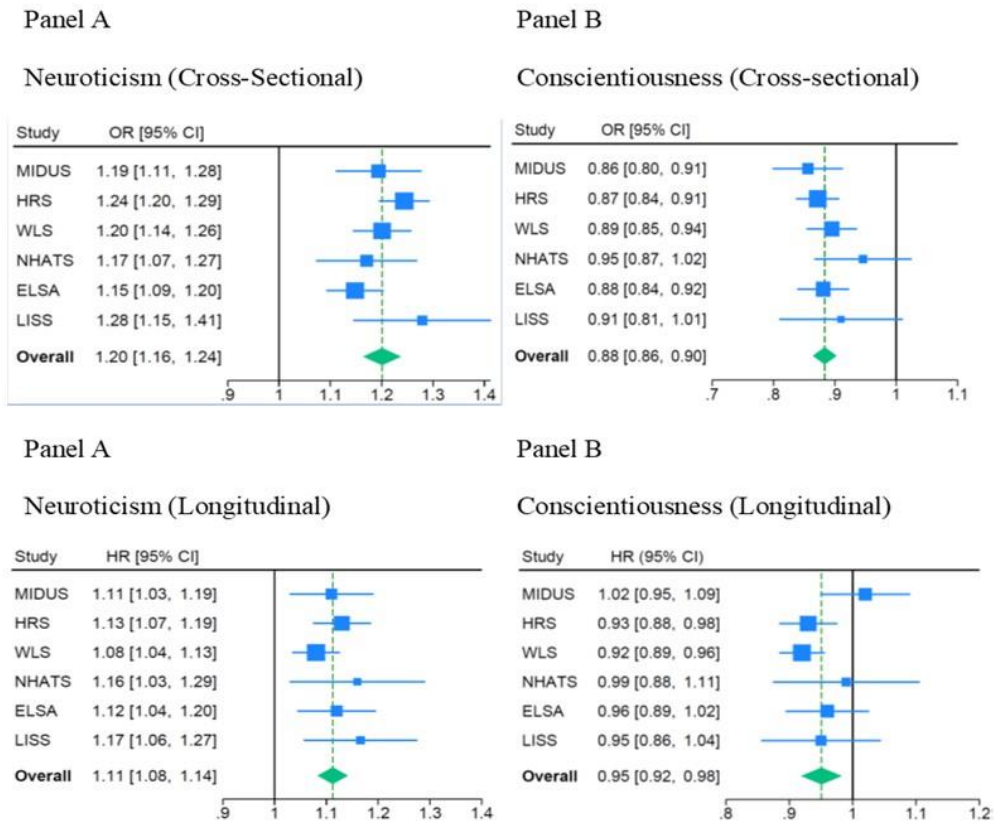 Panel A
Neuroticism (Cross-Sectional)
Study OR [95% CI]
MIDUS 1.19 [1.11, 1.28]
HRS 1.24 [1.20, 1.29]
WLS 1.20 [1.14, 1.26]
NHATS 1.17 [1.07, 1.27]
ELSA 1.15 [1.09, 1.20]
LISS 1.28 [1.15, 1.41]
Overall 1.20 [1.16, 1.24]
.9 1 1.1 1.2 1.3 1.4
Panel B
Conscientiousness (Cross-sectional)
Study OR [95% CI]
MIDUS 0.86 [0.80, 0.91]
HRS 0.87 [0.84, 0.91]
WLS 0.89 [0.85, 0.94]
NHATS 0.95 [0.87, 1.02]
ELSA 0.88 [0.84, 0.92]
LISS 0.91 [0.81, 1.01]
Overall 0.88 [0.86, 0.90]
.7 .8 .9 1 1.1
Panel A
Neuroticism (Longitudinal)
Study HR [95% CI]
MIDUS 1.11 [1.03, 1.19]
HRS 1.13 [1.07, 1.19]
WLS 1.08 [1.04, 1.13]
NHATS 1.16 [1.03, 1.29]
ELSA 1.12 [1.04, 1.20]
LISS 1.17 [1.06, 1.27]
Overall 1.11 [1.08, 1.14]
.9 1 1.1 1.2 1.3 1.4
Panel B
Conscientiousness (Longitudinal)
Study HR (95% CI)
MIDUS 1.02 [0.95, 1.09]
HRS 0.93 [0.88, 0.98]
WLS 0.92 [0.89, 0.96]
NHATS 0.99 [0.88, 1.11]
ELSA 0.96 [0.89, 1.02]
LISS 0.95 [0.86, 1.04]
Overall 0.95 [0.92, 0.98]
.8 .9 1 1.1 1.2